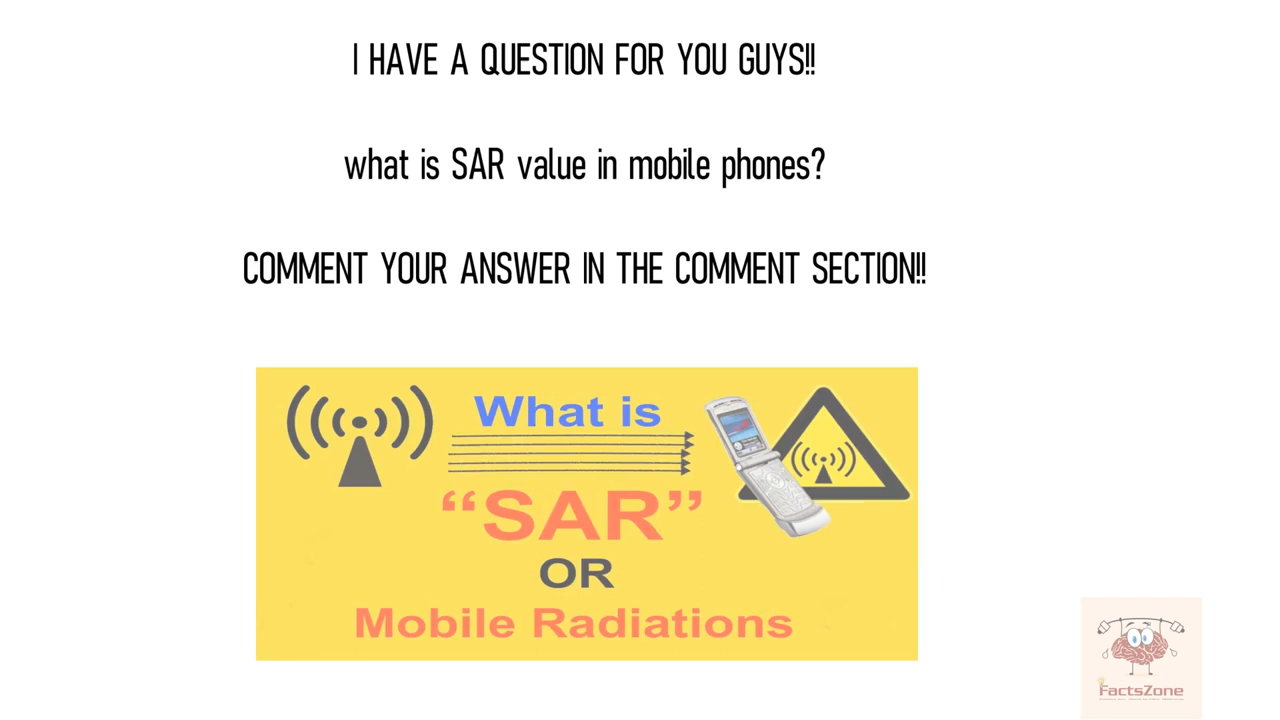 I HAVE A QUESTION FOR YOU GUYS!!
what is SAR value in mobile phones?
COMMENT YOUR ANSWER IN THE COMMENT SECTION!!
What is
“SAR”
OR
Mobile Radiations
FactsZone